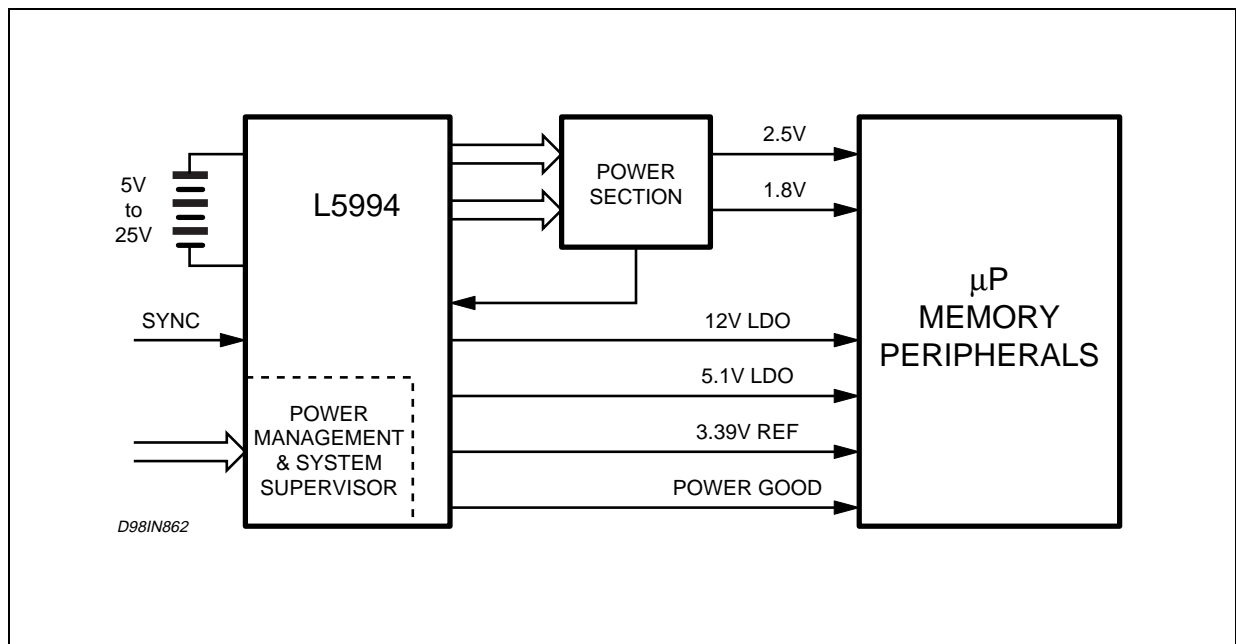 5V
to
25V
SYNC
L5994
POWER
MANAGEMENT
& SYSTEM
SUPERVISOR
POWER
SECTION
2.5V
1.8V
12V LDO
5.1V LDO
3.39V REF
POWER GOOD
μP
MEMORY
PERIPHERALS
D98IN862